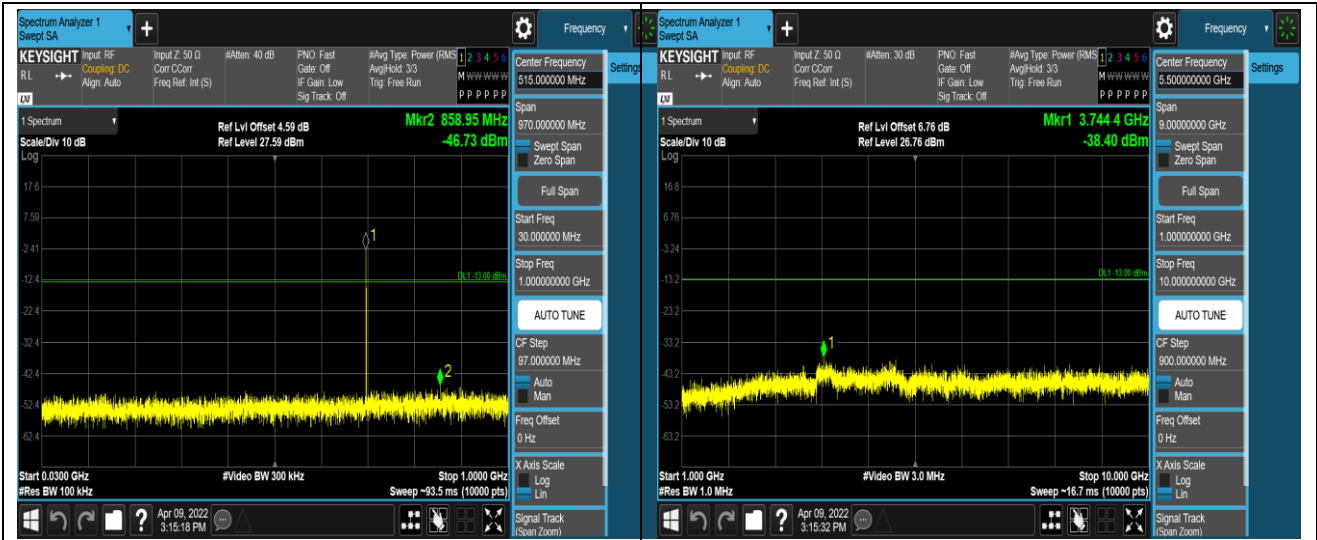 Spectrum Analyzer 1
Swept SA
Frequency
KEYSIGHT
RL
LXI
Input: RF
Coupling: DC
Align: Auto
Input Z: 50 Ω
Corr CCorr
Freq Ref: Int (S)
#Atten: 40 dB
PNO: Fast
Gate: Off
IF Gain: Low
Sig Track: Off
#Avg Type: Power (RMS
Avg|Hold: 3/3
Trig: Free Run
1 2 3 4 5 6
M W W W W W
P P P P P P
1 Spectrum
Scale/Div 10 dB
Log
Ref Lvl Offset 4.59 dB
Ref Level 27.59 dBm
Mkr2 858.95 MHz
-46.73 dBm
17.6
7.59
-2.41
-12.4
-22.4
-32.4
-42.4
-52.4
-62.4
1
DL1 -13.00 dBm
2
Start 0.0300 GHz
#Res BW 100 kHz
#Video BW 300 kHz
Stop 1.0000 GHz
Sweep ~93.5 ms (10000 pts)
Apr 09, 2022
3:15:18 PM
Center Frequency
515.000000 MHz
Settings
Span
970.000000 MHz
Swept Span
Zero Span
Full Span
Start Freq
30.000000 MHz
Stop Freq
1.000000000 GHz
AUTO TUNE
CF Step
97.000000 MHz
Auto
Man
Freq Offset
0 Hz
X Axis Scale
Log
Lin
Signal Track
(Span Zoom)
Spectrum Analyzer 1
Swept SA
Frequency
KEYSIGHT
RL
LXI
Input: RF
Coupling: DC
Align: Auto
Input Z: 50 Ω
Corr CCorr
Freq Ref: Int (S)
#Atten: 30 dB
PNO: Fast
Gate: Off
IF Gain: Low
Sig Track: Off
#Avg Type: Power (RMS
Avg|Hold: 3/3
Trig: Free Run
1 2 3 4 5 6
M W W W W W
P P P P P P
1 Spectrum
Scale/Div 10 dB
Log
Ref Lvl Offset 6.76 dB
Ref Level 26.76 dBm
Mkr1 3.744 4 GHz
-38.40 dBm
16.8
6.76
-3.24
-13.2
-23.2
-33.2
-43.2
-53.2
-63.2
DL1 -13.00 dBm
1
Start 1.000 GHz
#Res BW 1.0 MHz
#Video BW 3.0 MHz
Stop 10.000 GHz
Sweep ~16.7 ms (10000 pts)
Apr 09, 2022
3:15:32 PM
Center Frequency
5.500000000 GHz
Settings
Span
9.00000000 GHz
Swept Span
Zero Span
Full Span
Start Freq
1.000000000 GHz
Stop Freq
10.000000000 GHz
AUTO TUNE
CF Step
900.000000 MHz
Auto
Man
Freq Offset
0 Hz
X Axis Scale
Log
Lin
Signal Track
(Span Zoom)